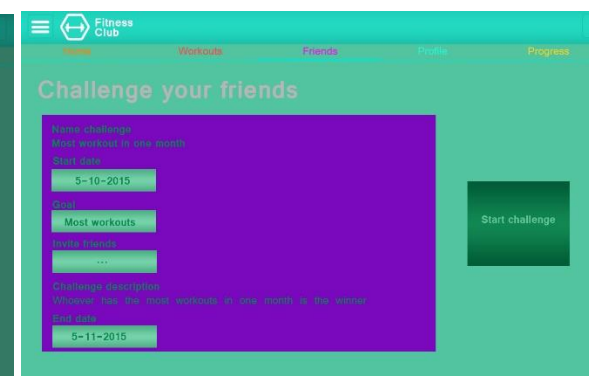 Fitness
Club
Home Workouts Friends Profile Progress
Challenge your friends
Name challenge
Most workout in one month
Start date
5-10-2015
Goal
Most workouts
Invite friends
...
Challenge description
Whoever has the most workouts in one month is the winner
End date
5-11-2015
Start challenge